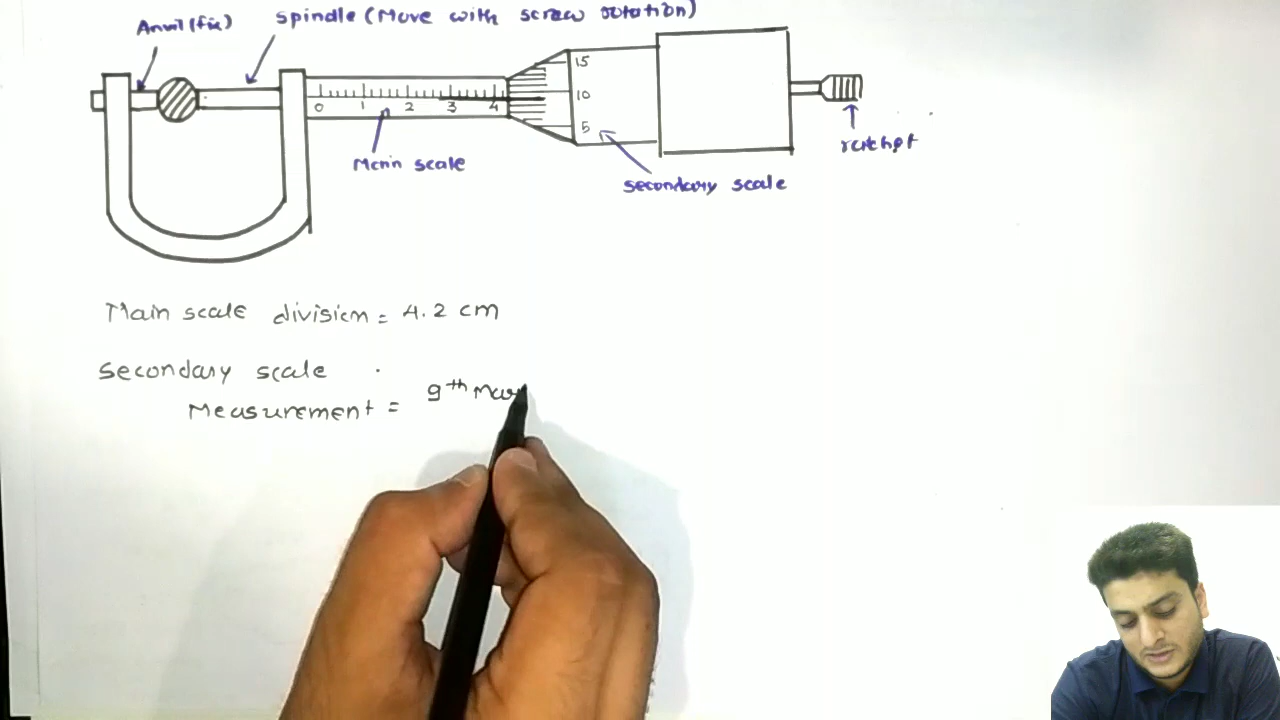 Anvil (fix)
spindle (Move with screw rotation)
0 1 2 3 4
15
10
5
Main scale
secondary scale
ratchet
Main scale division = 4.2 cm
Secondary scale
Measurement = 9th Mar